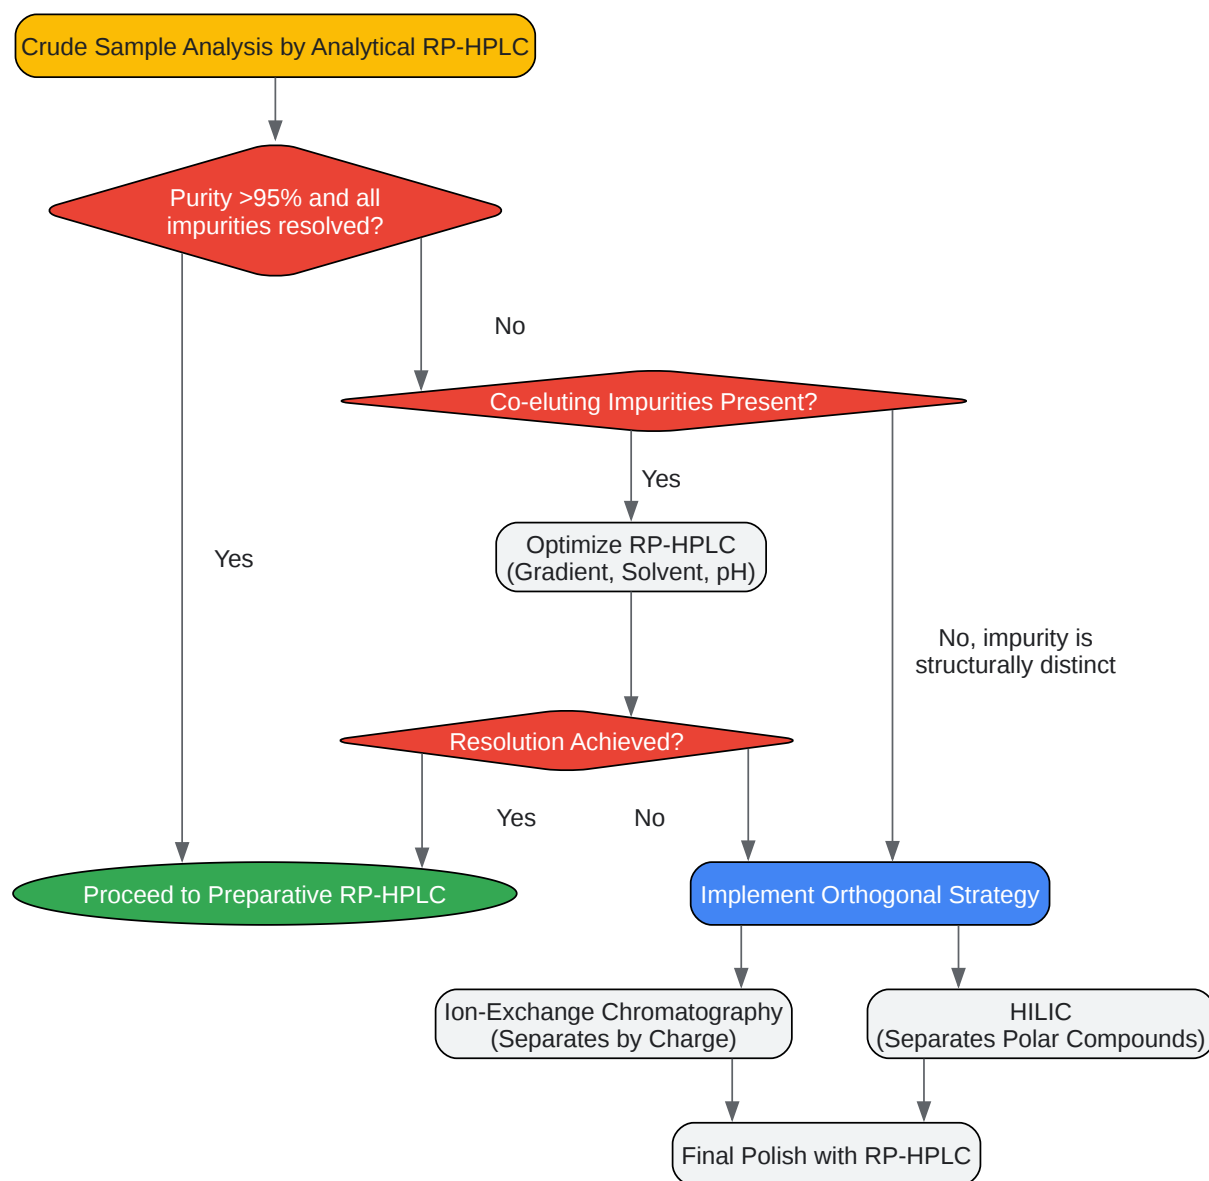 Crude Sample Analysis by Analytical RP-HPLC
Purity >95% and all
impurities resolved?
No
Co-eluting Impurities Present?
Yes
Optimize RP-HPLC
(Gradient, Solvent, pH)
Yes
No, impurity is
structurally distinct
Resolution Achieved?
Yes
No
Proceed to Preparative RP-HPLC
Implement Orthogonal Strategy
Ion-Exchange Chromatography
(Separates by Charge)
HILIC
(Separates Polar Compounds)
Final Polish with RP-HPLC